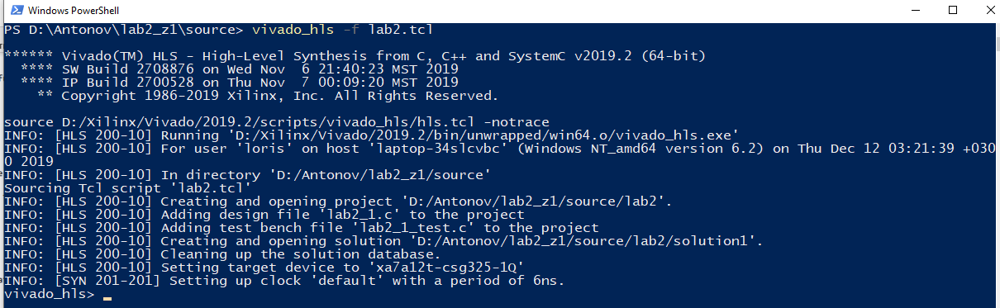 Windows PowerShell
PS D:\Antonov\lab2_z1\source> vivado_hls -f lab2.tcl
****** Vivado(TM) HLS - High-Level Synthesis from C, C++ and SystemC v2019.2 (64-bit)
**** SW Build 2708876 on Wed Nov  6 21:40:23 MST 2019
**** IP Build 2700528 on Thu Nov  7 00:09:20 MST 2019
** Copyright 1986-2019 Xilinx, Inc. All Rights Reserved.
source D:/Xilinx/Vivado/2019.2/scripts/vivado_hls/hls.tcl -notrace
INFO: [HLS 200-10] Running 'D:/Xilinx/Vivado/2019.2/bin/unwrapped/win64.o/vivado_hls.exe'
INFO: [HLS 200-10] For user 'loris' on host 'laptop-34slcvbc' (Windows NT_amd64 version 6.2) on Thu Dec 12 03:21:39 +030
0 2019
INFO: [HLS 200-10] In directory 'D:/Antonov/lab2_z1/source'
Sourcing Tcl script 'lab2.tcl'
INFO: [HLS 200-10] Creating and opening project 'D:/Antonov/lab2_z1/source/lab2'.
INFO: [HLS 200-10] Adding design file 'lab2_1.c' to the project
INFO: [HLS 200-10] Adding test bench file 'lab2_1_test.c' to the project
INFO: [HLS 200-10] Creating and opening solution 'D:/Antonov/lab2_z1/source/lab2/solution1'.
INFO: [HLS 200-10] Cleaning up the solution database.
INFO: [HLS 200-10] Setting target device to 'xa7a12t-csg325-1Q'
INFO: [SYN 201-201] Setting up clock 'default' with a period of 6ns.
vivado_hls> _